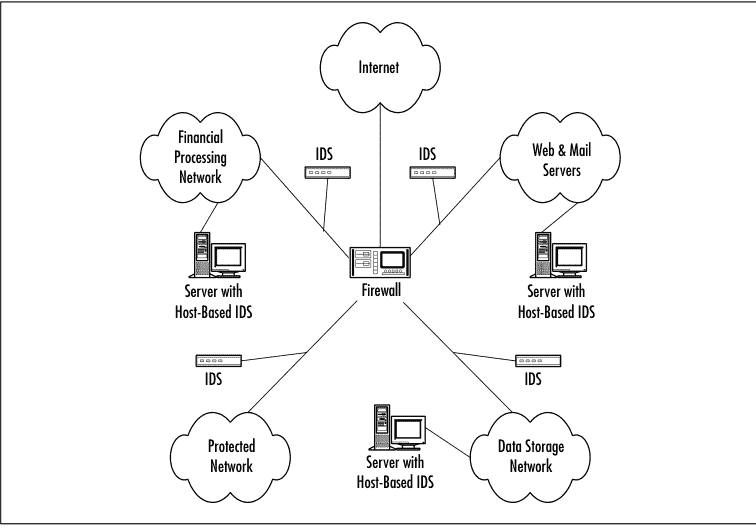 Internet
Financial
Processing
Network
IDS
IDS
Web & Mail
Servers
Server with
Host-Based IDS
Firewall
Server with
Host-Based IDS
IDS
IDS
Protected
Network
Server with
Host-Based IDS
Data Storage
Network